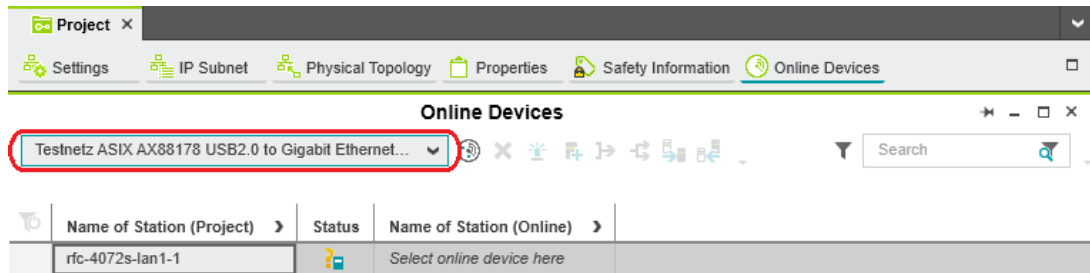 Project
Settings IP Subnet Physical Topology Properties Safety Information Online Devices
Online Devices
Testnetz ASIX AX88178 USB2.0 to Gigabit Ethernet... Search
Name of Station (Project) Status Name of Station (Online)
rfc-4072s-lan1-1 Select online device here